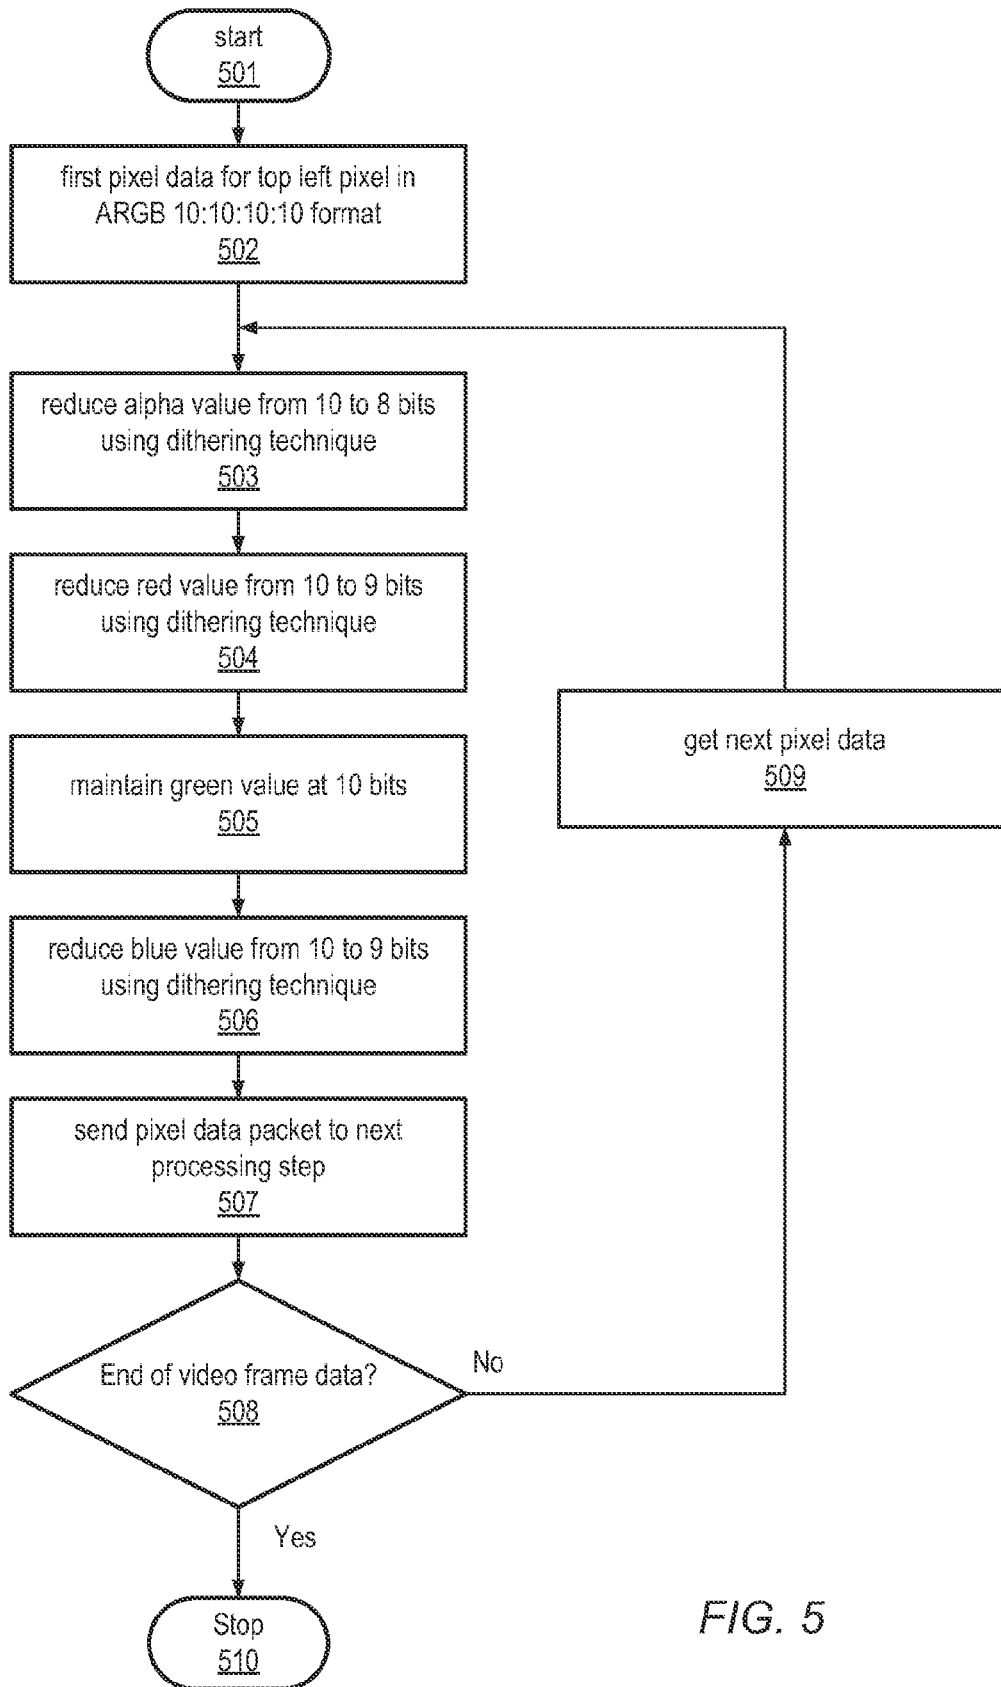 start
501
first pixel data for top left pixel in
ARGB 10:10:10:10 format
502
reduce alpha value from 10 to 8 bits
using dithering technique
503
reduce red value from 10 to 9 bits
using dithering technique
504
maintain green value at 10 bits
505
get next pixel data
509
reduce blue value from 10 to 9 bits
using dithering technique
506
send pixel data packet to next
processing step
507
End of video frame data?
508
No
Yes
Stop
510
FIG. 5